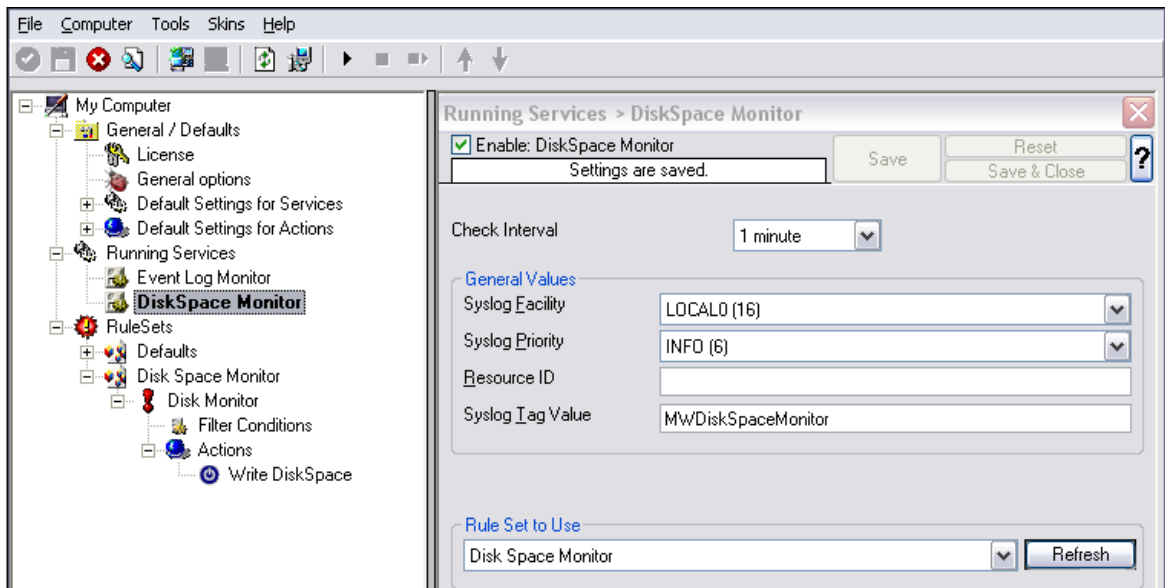 File Computer Tools Skins Help
My Computer
General / Defaults
License
General options
Default Settings for Services
Default Settings for Actions
Running Services
Event Log Monitor
DiskSpace Monitor
RuleSets
Defaults
Disk Space Monitor
Disk Monitor
Filter Conditions
Actions
Write DiskSpace
Running Services > DiskSpace Monitor
Enable: DiskSpace Monitor
Settings are saved.
Save
Reset
Save & Close
?
Check Interval
1 minute
General Values
Syslog Facility
LOCAL0 (16)
Syslog Priority
INFO (6)
Resource ID
Syslog Tag Value
MWDiskSpaceMonitor
Rule Set to Use
Disk Space Monitor
Refresh